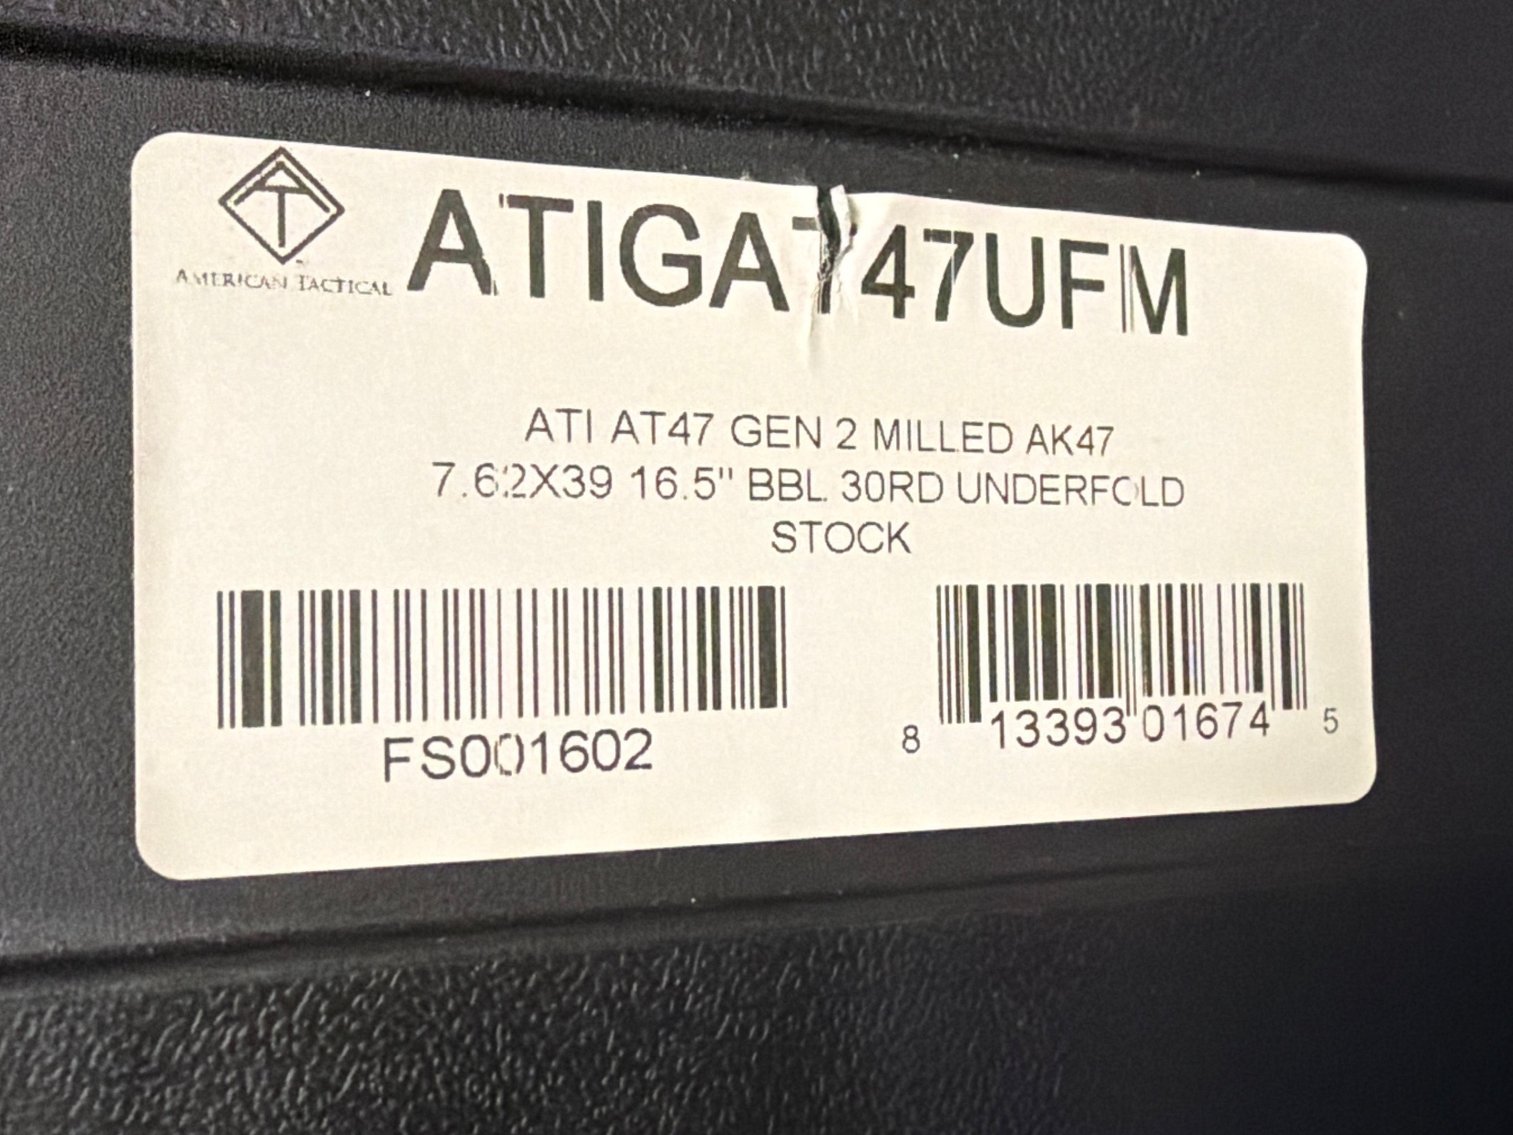 AMERICAN TACTICAL
ATIGAT47UFM
ATI AT47 GEN 2 MILLED AK47
7.62X39 16.5" BBL 30RD UNDERFOLD
STOCK
FS001602
8 13393 01674 5